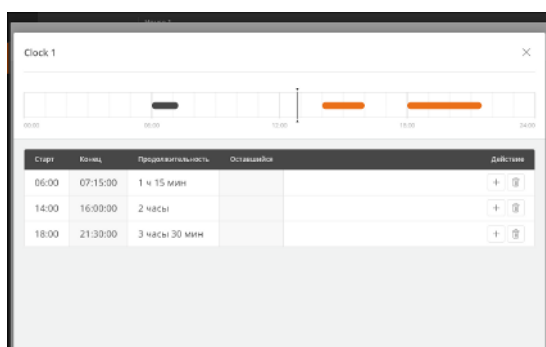 Clock 1
00:00 06:00 12:00 18:00 24:00
Старт Конец Продолжительность Оставшийся Действие
06:00 07:15:00 1 ч 15 мин
14:00 16:00:00 2 часы
18:00 21:30:00 3 часы 30 мин